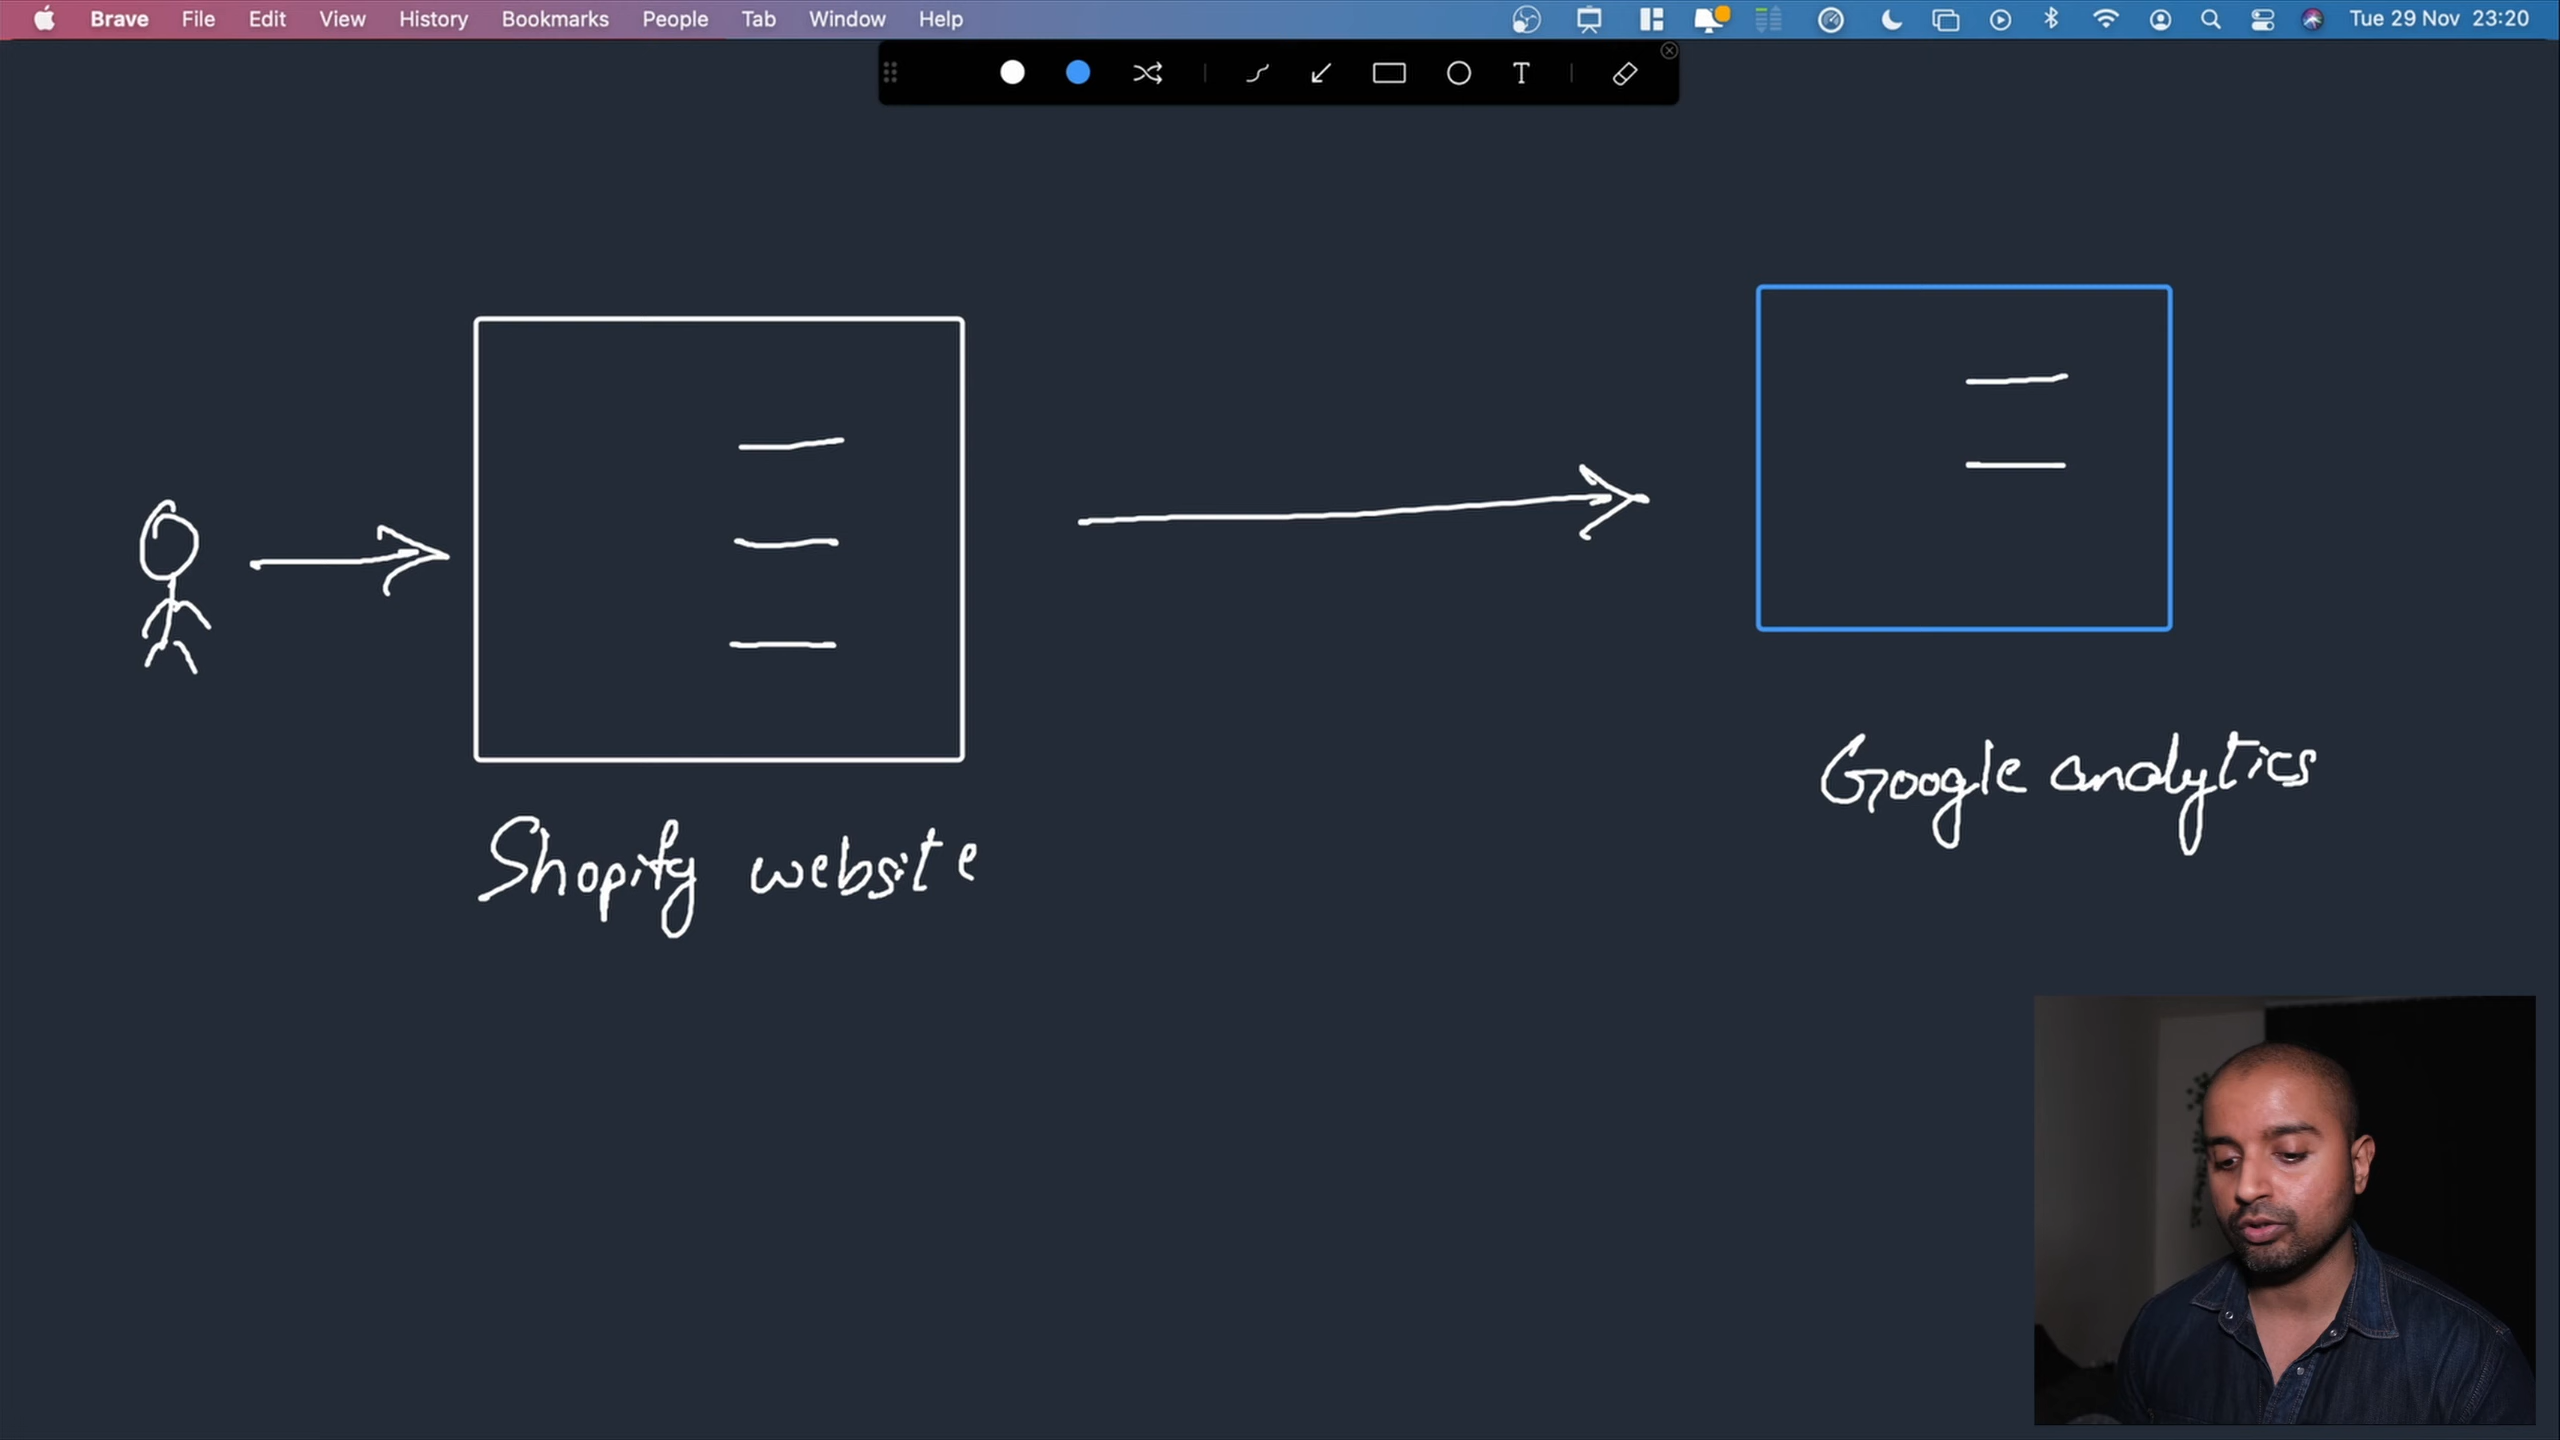 Brave File Edit View History Bookmarks People Tab Window Help Tue 29 Nov 23:20
T
Google analytics
Shopify website